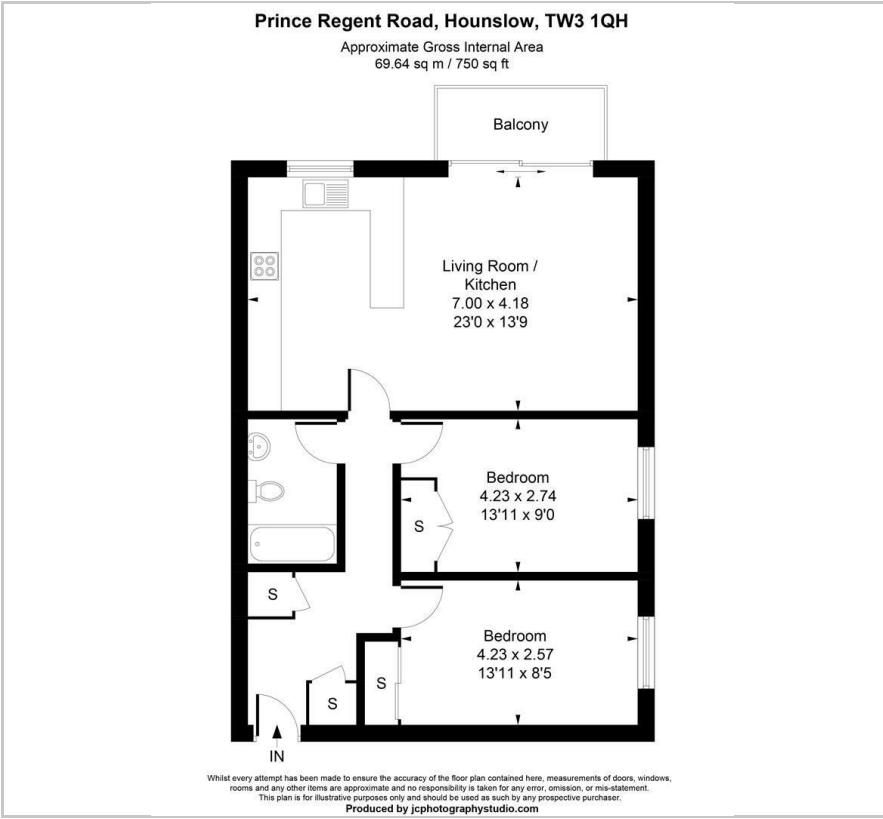 Prince Regent Road, Hounslow, TW3 1QH
Approximate Gross Internal Area
69.64 sq m / 750 sq ft
Balcony
Living Room /
Kitchen
7.00 x 4.18
23'0 x 13'9
Bedroom
4.23 x 2.74
13'11 x 9'0
S
S
Bedroom
4.23 x 2.57
13'11 x 8'5
S
S
IN
Whilst every attempt has been made to ensure the accuracy of the floor plan contained here, measurements of doors, windows,
rooms and any other items are approximate and no responsibility is taken for any error, omission, or mis-statement.
This plan is for illustrative purposes only and should be used as such by any prospective purchaser.
Produced by jcphotographystudio.com